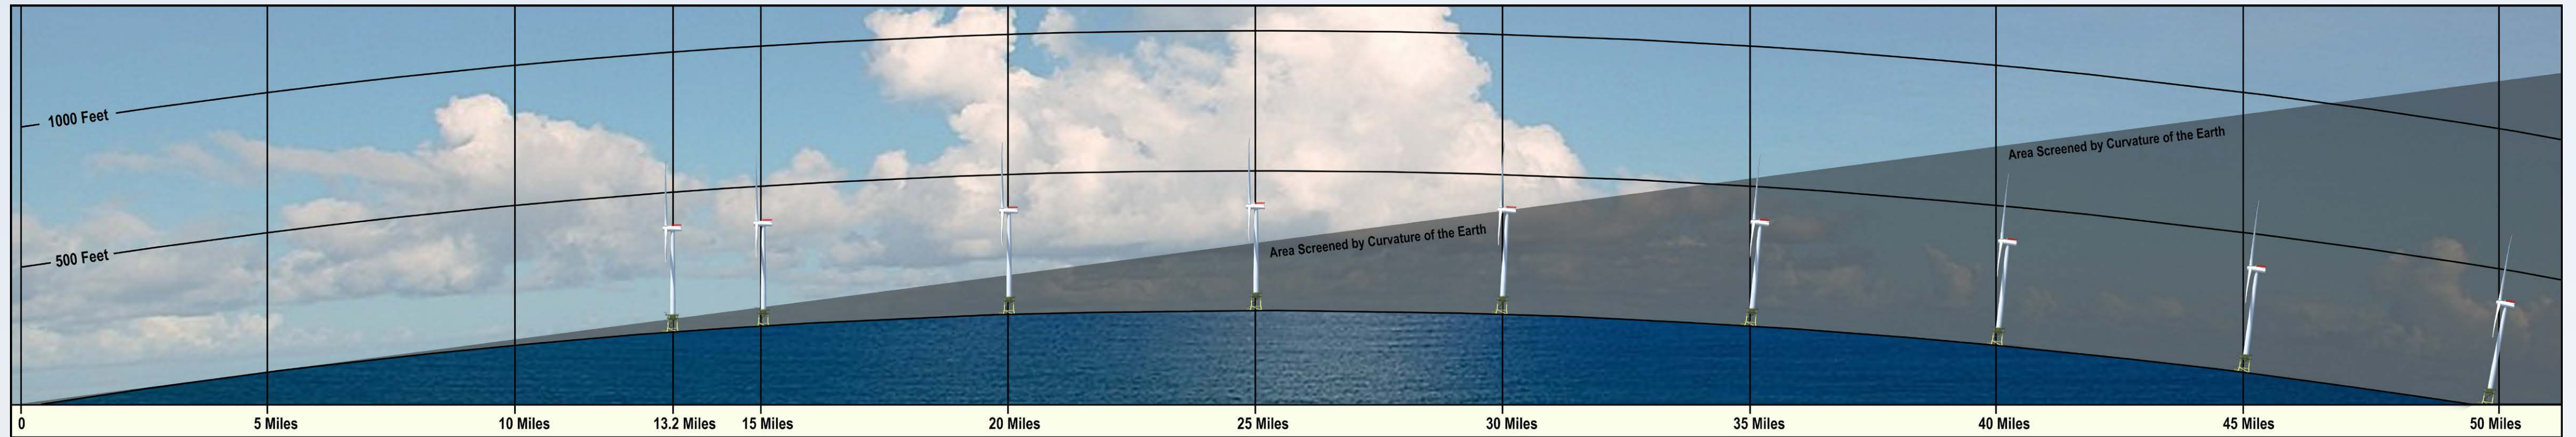 1000 Feet
500 Feet
Area Screened by Curvature of the Earth
Area Screened by Curvature of the Earth
0
5 Miles
10 Miles
13.2 Miles
15 Miles
20 Miles
25 Miles
30 Miles
35 Miles
40 Miles
45 Miles
50 Miles